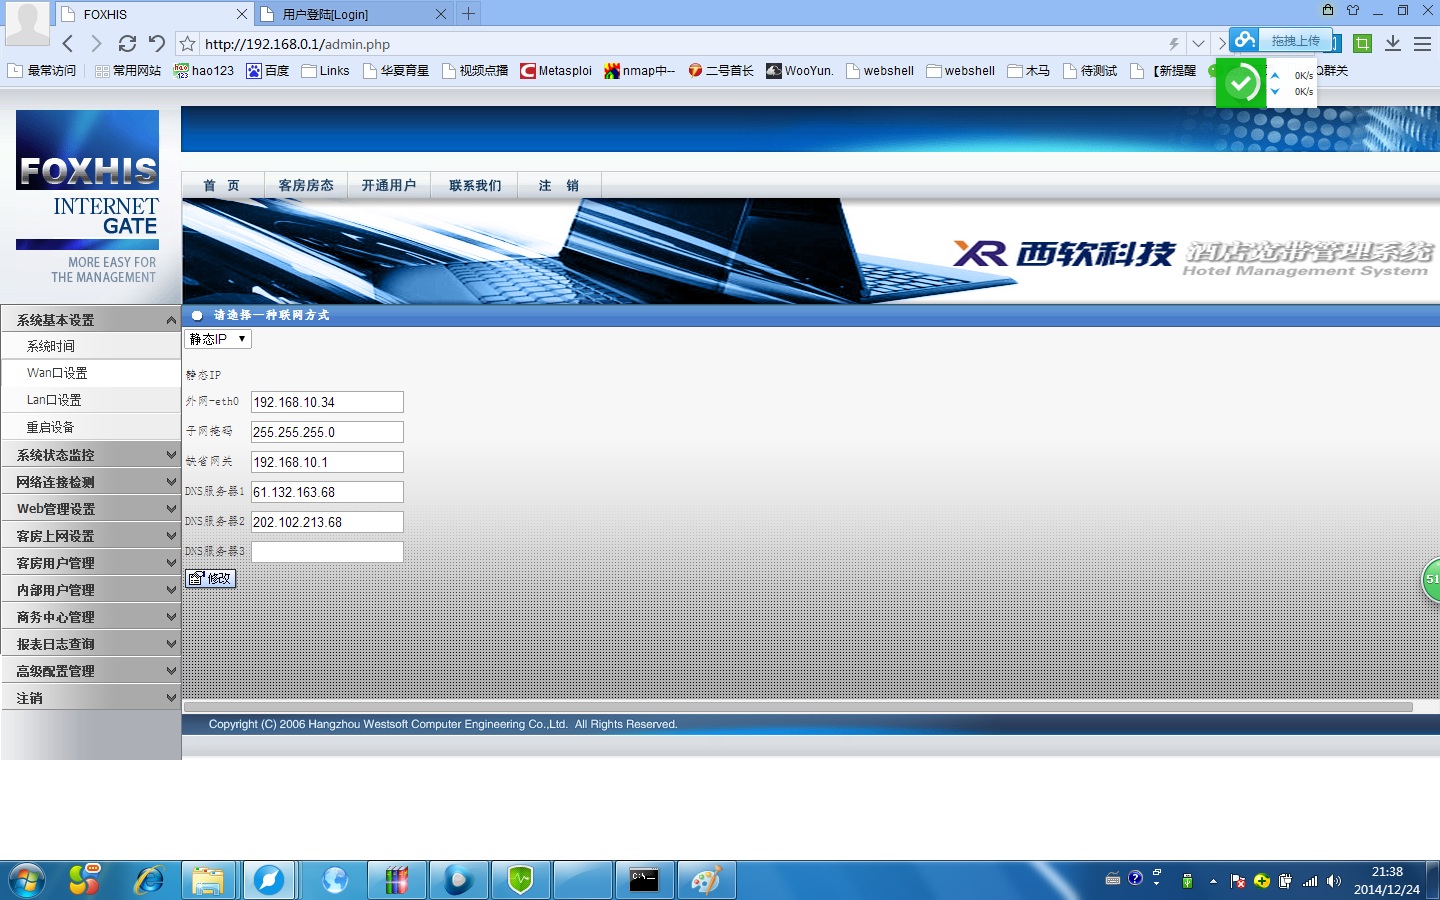 FOXHIS
用户登陆[Login]
http://192.168.0.1/admin.php
拖拽上传
最常访问
常用网站
hao123
百度
Links
华夏育星
视频点播
Metasploi
nmap中--
二号首长
WooYun.
webshell
webshell
木马
待测试
【新提醒
Q群关
0K/s
0K/s
FOXHIS
INTERNET
GATE
MORE EASY FOR
THE MANAGEMENT
首 页
客房房态
开通用户
联系我们
注 销
XR 西软科技 酒店宽带管理系统
Hotel Management System
系统基本设置
系统时间
Wan口设置
Lan口设置
重启设备
系统状态监控
网络连接检测
Web管理设置
客房上网设置
客房用户管理
内部用户管理
商务中心管理
报表日志查询
高级配置管理
注销
请选择一种联网方式
静态IP
静态IP
外网-eth0 192.168.10.34
子网掩码 255.255.255.0
缺省网关 192.168.10.1
DNS服务器1 61.132.163.68
DNS服务器2 202.102.213.68
DNS服务器3
修改
51
Copyright (C) 2006 Hangzhou Westsoft Computer Engineering Co.,Ltd. All Rights Reserved.
21:38
2014/12/24